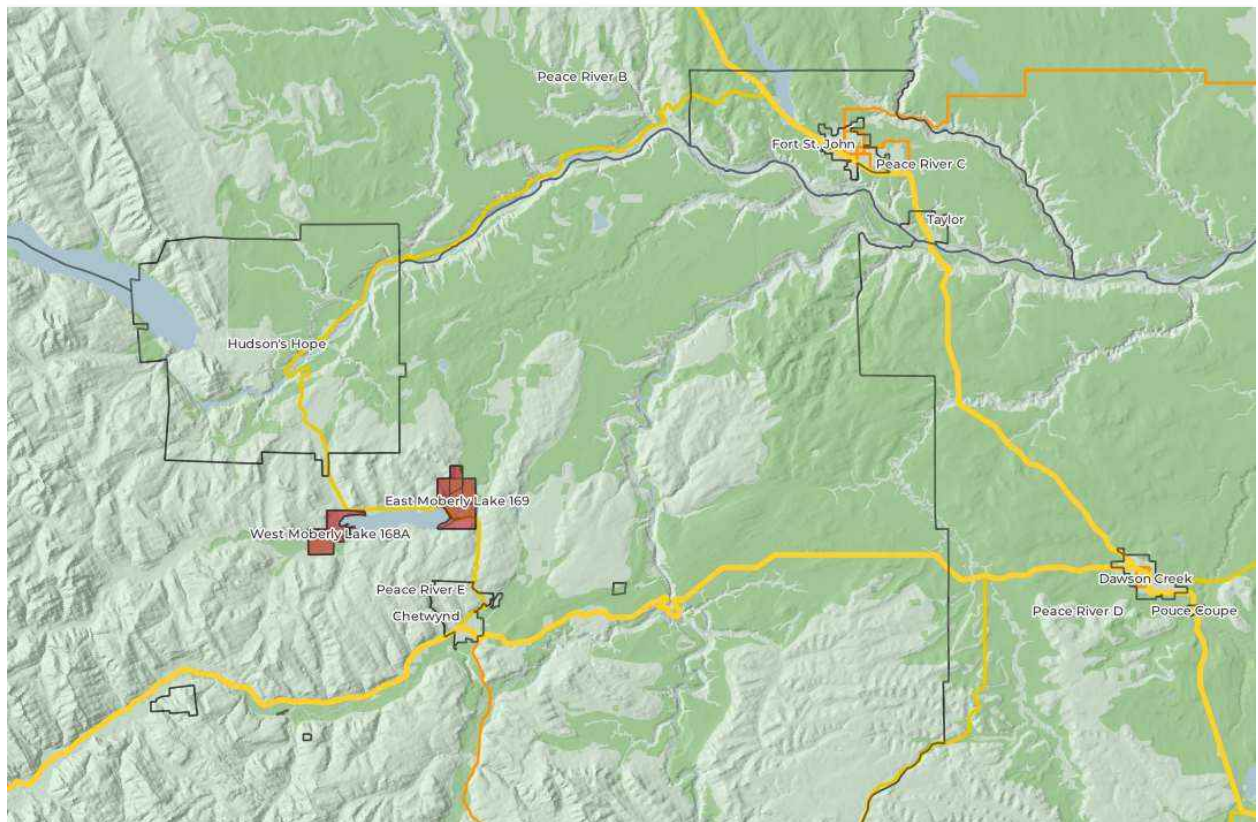 Peace River B
Fort St. John
Peace River C
Taylor
Hudson's Hope
East Moberly Lake 169
West Moberly Lake 168A
Peace River E
Chetwynd
Dawson Creek
Peace River D
Pouce Coupe